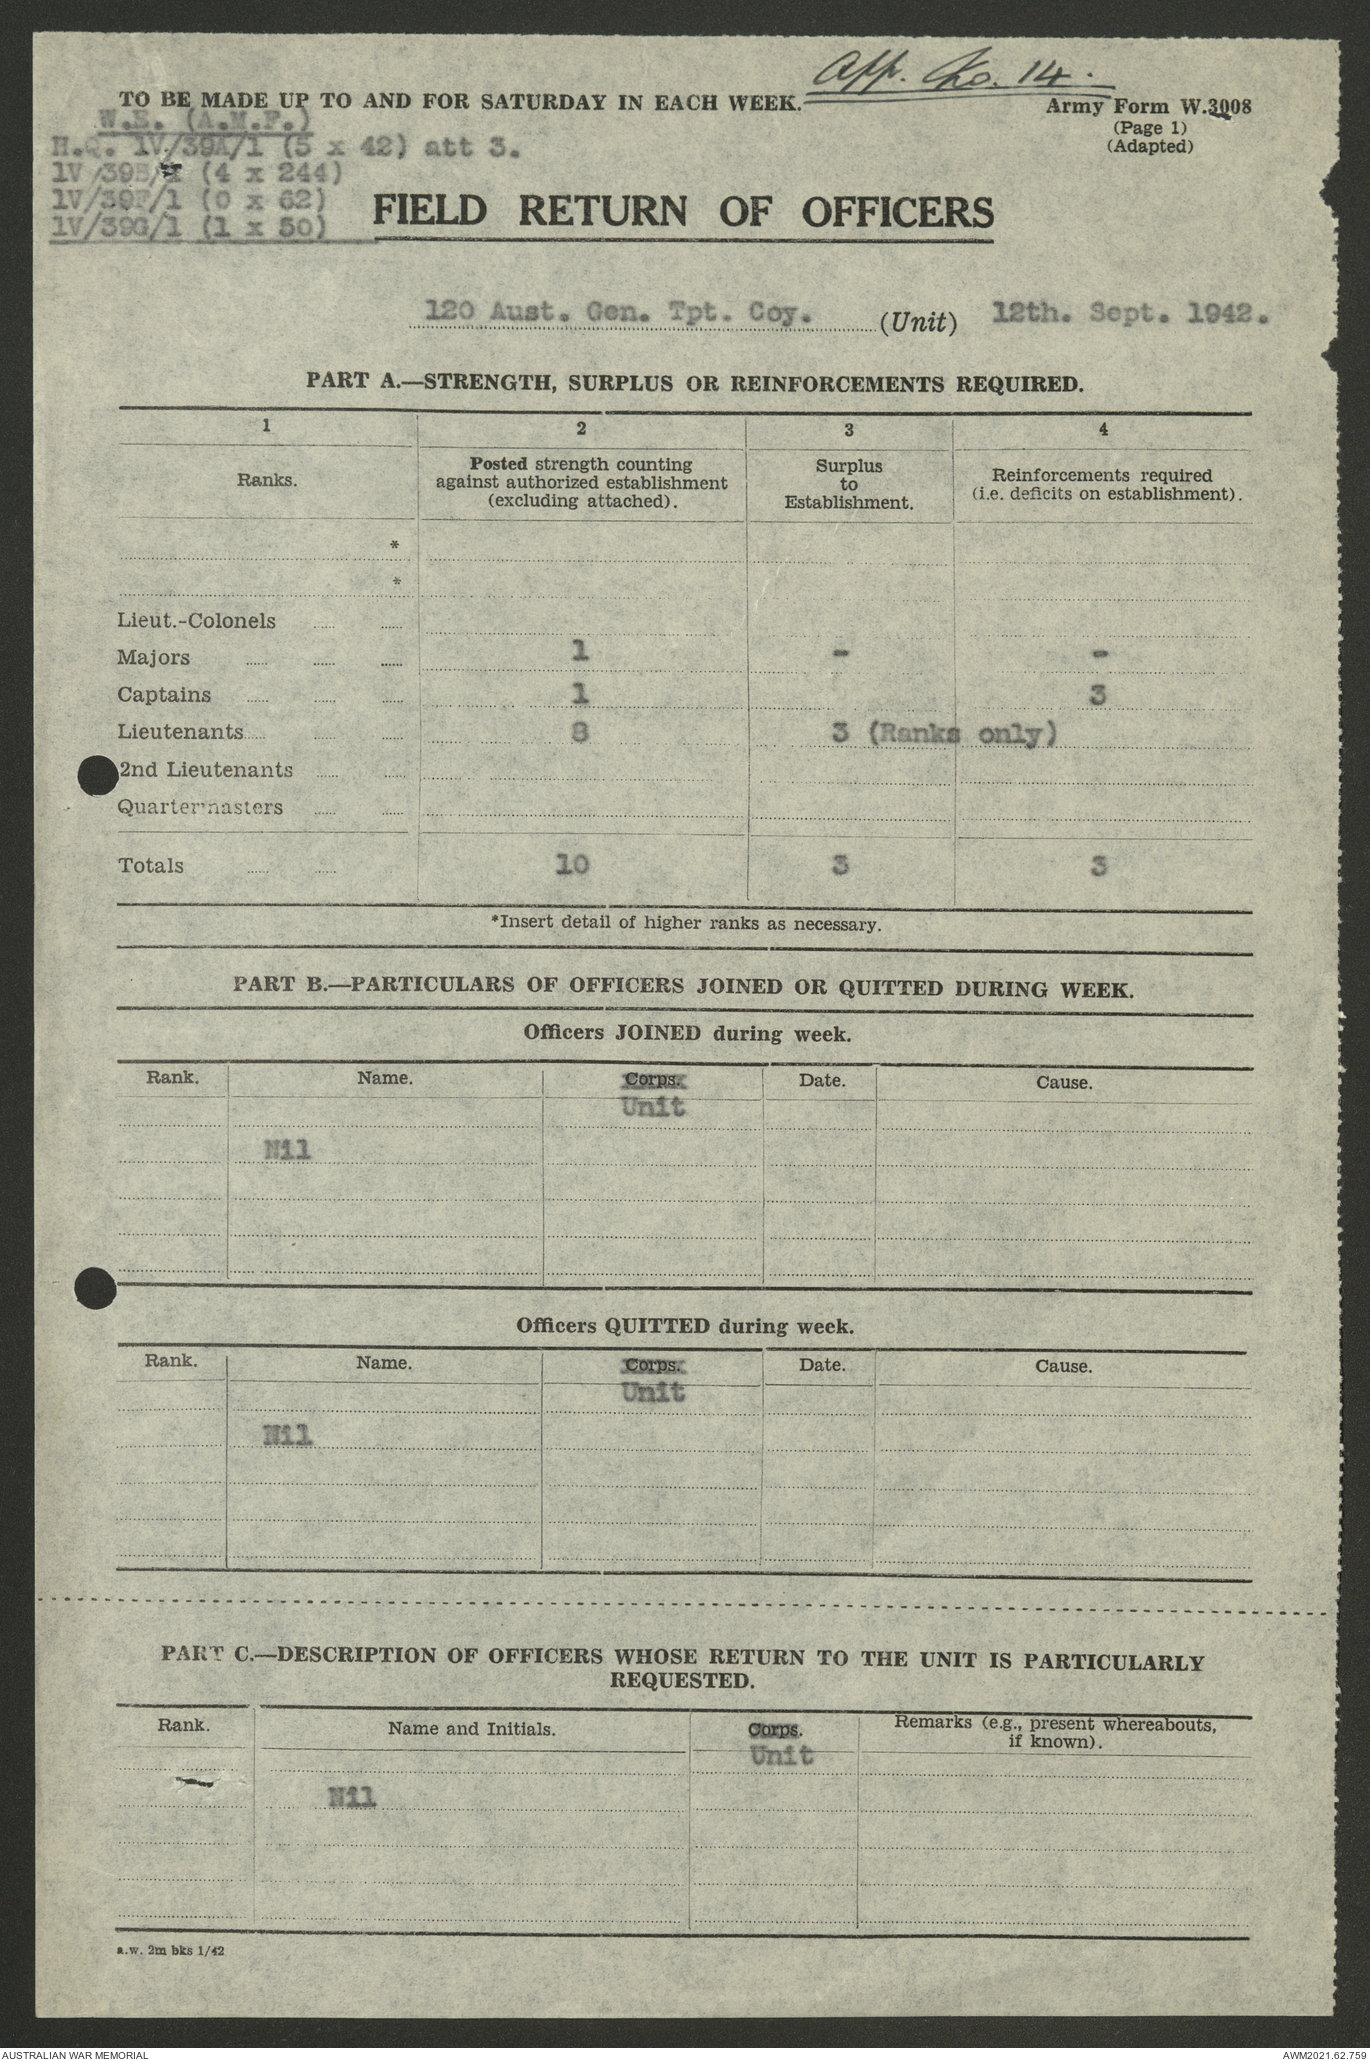 App. No. 14.
TO BE MADE UP TO AND FOR SATURDAY IN EACH WEEK.
Army Form W.3008
(Page 1)
(Adapted)
W.E. (A.M.F.)
H.Q. 1V/39A/1 (5 x 42) att 3.
1V/39E/1 (4 x 244)
1V/39F/1 (0 x 62)
1V/39G/1 (1 x 50)
FIELD RETURN OF OFFICERS
120 Aust. Gen. Tpt. Coy. (Unit) 12th. Sept. 1942.
PART A.—STRENGTH, SURPLUS OR REINFORCEMENTS REQUIRED.
1 2 3 4
Ranks. Posted strength counting against authorized establishment (excluding attached). Surplus to Establishment. Reinforcements required (i.e. deficits on establishment).
*
*
Lieut.-Colonels
Majors 1 - -
Captains 1 3
Lieutenants 8 3 (Ranks only)
2nd Lieutenants
Quartermasters
Totals 10 3 3
*Insert detail of higher ranks as necessary.
PART B.—PARTICULARS OF OFFICERS JOINED OR QUITTED DURING WEEK.
Officers JOINED during week.
Rank. Name. Corps. Date. Cause.
Unit
Nil
Officers QUITTED during week.
Rank. Name. Corps. Date. Cause.
Unit
Nil
PART C.—DESCRIPTION OF OFFICERS WHOSE RETURN TO THE UNIT IS PARTICULARLY
REQUESTED.
Rank. Name and Initials. Corps. Remarks (e.g., present whereabouts, if known).
Unit
Nil
a.w. 2m bks 1/42
AUSTRALIAN WAR MEMORIAL
AWM2021.62.759